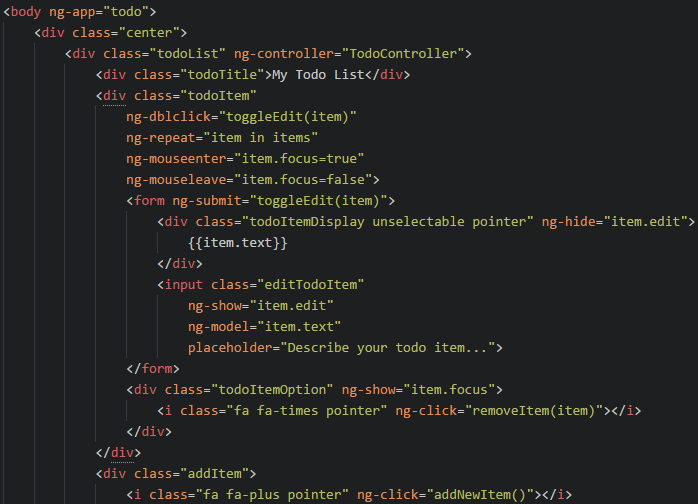 <body ng-app="todo">
<div class="center">
<div class="todoList" ng-controller="TodoController">
<div class="todoTitle">My Todo List</div>
<div class="todoItem"
ng-dblclick="toggleEdit(item)"
ng-repeat="item in items"
ng-mouseenter="item.focus=true"
ng-mouseleave="item.focus=false">
<form ng-submit="toggleEdit(item)">
<div class="todoItemDisplay unselectable pointer" ng-hide="item.edit">
{{item.text}}
</div>
<input class="editTodoItem"
ng-show="item.edit"
ng-model="item.text"
placeholder="Describe your todo item...">
</form>
<div class="todoItemOption" ng-show="item.focus">
<i class="fa fa-times pointer" ng-click="removeItem(item)"></i>
</div>
</div>
<div class="addItem">
<i class="fa fa-plus pointer" ng-click="addNewItem()"></i>